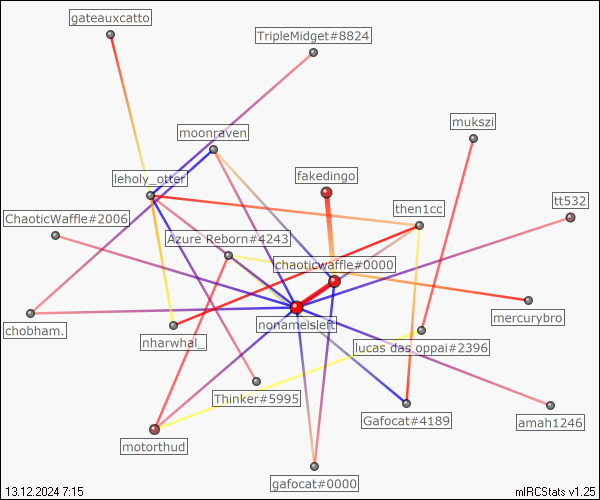 gateauxcatto
TripleMidget#8824
mukszi
moonraven
fakedingo
leholy_otter
tt532
ChaoticWaffle#2006
then1cc
Azure Reborn#4243
chaoticwaffle#0000
mercurybro
chobham.
nonameisleft
nharwhal_
lucas das oppai#2396
Thinker#5995
Gafocat#4189
amah1246
motorthud
gafocat#0000
13.12.2024 7:15
mIRCStats v1.25